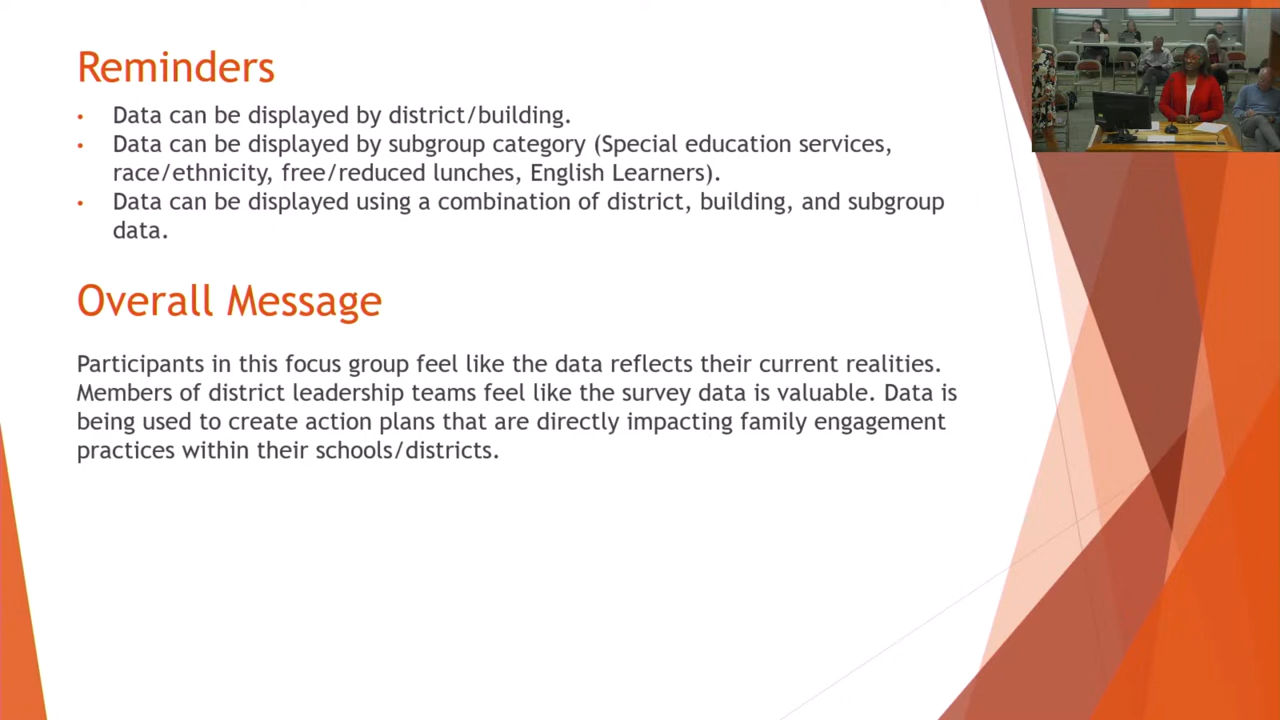 Reminders
• Data can be displayed by district/building.
• Data can be displayed by subgroup category (Special education services,
race/ethnicity, free/reduced lunches, English Learners).
• Data can be displayed using a combination of district, building, and subgroup
data.
Overall Message
Participants in this focus group feel like the data reflects their current realities.
Members of district leadership teams feel like the survey data is valuable. Data is
being used to create action plans that are directly impacting family engagement
practices within their schools/districts.